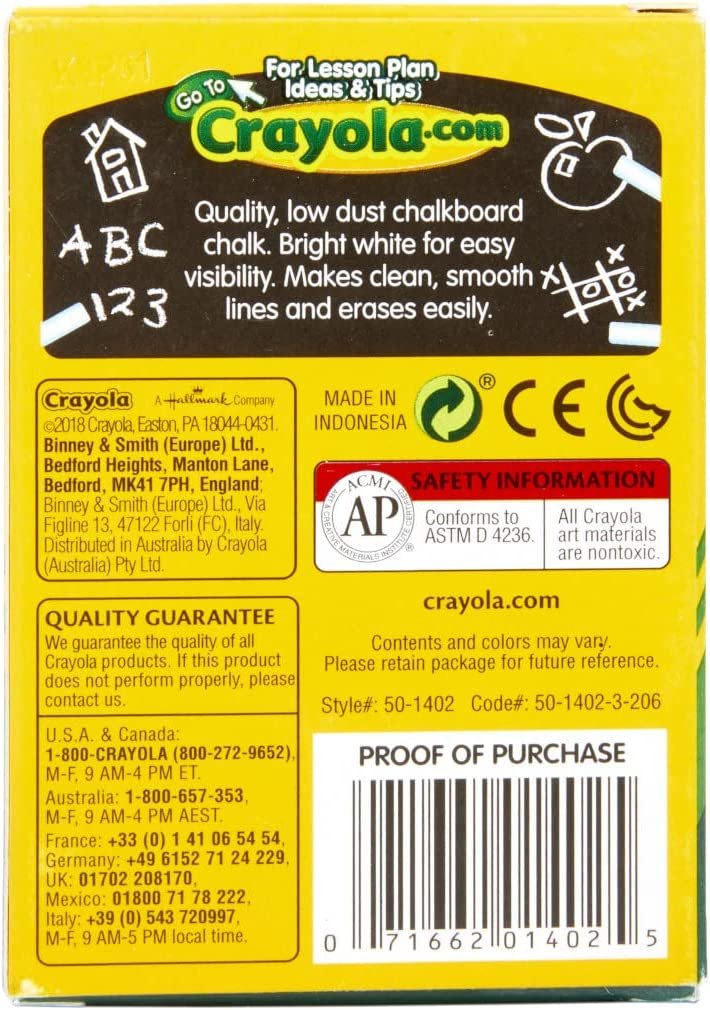 For Lesson Plan
Ideas & Tips
Go To
Crayola.com
Quality, low dust chalkboard
chalk. Bright white for easy
visibility. Makes clean, smooth
lines and erases easily.
ABC
123
X
X
O
X
O
O
X
Crayola A Hallmark Company
©2018 Crayola, Easton, PA 18044-0431.
Binney & Smith (Europe) Ltd.,
Bedford Heights, Manton Lane,
Bedford, MK41 7PH, England;
Binney & Smith (Europe) Ltd., Via
Figline 13, 47122 Forli (FC), Italy.
Distributed in Australia by Crayola
(Australia) Pty Ltd.
MADE IN
INDONESIA
® CE
SAFETY INFORMATION
ACMI
AP
ART & CREATIVE MATERIALS INSTITUTE CERTIFIED
®
Conforms to
ASTM D 4236.
All Crayola
art materials
are nontoxic.
QUALITY GUARANTEE
We guarantee the quality of all
Crayola products. If this product
does not perform properly, please
contact us.
U.S.A. & Canada:
1-800-CRAYOLA (800-272-9652),
M-F, 9 AM-4 PM ET.
Australia: 1-800-657-353,
M-F, 9 AM-4 PM AEST.
France: +33 (0) 1 41 06 54 54,
Germany: +49 6152 71 24 229,
UK: 01702 208170,
Mexico: 01800 71 78 222,
Italy: +39 (0) 543 720997,
M-F, 9 AM-5 PM local time.
crayola.com
Contents and colors may vary.
Please retain package for future reference.
Style#: 50-1402 Code#: 50-1402-3-206
PROOF OF PURCHASE
0 71662 01402 5